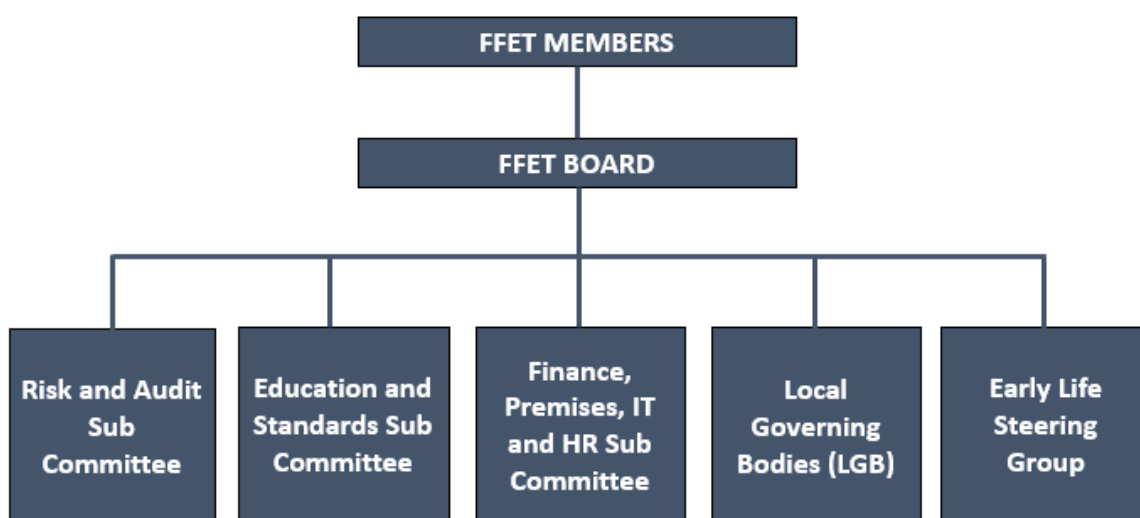 FFET MEMBERS
FFET BOARD
Risk and Audit
Sub
Committee
Education and
Standards Sub
Committee
Finance,
Premises, IT
and HR Sub
Committee
Local
Governing
Bodies (LGB)
Early Life
Steering
Group